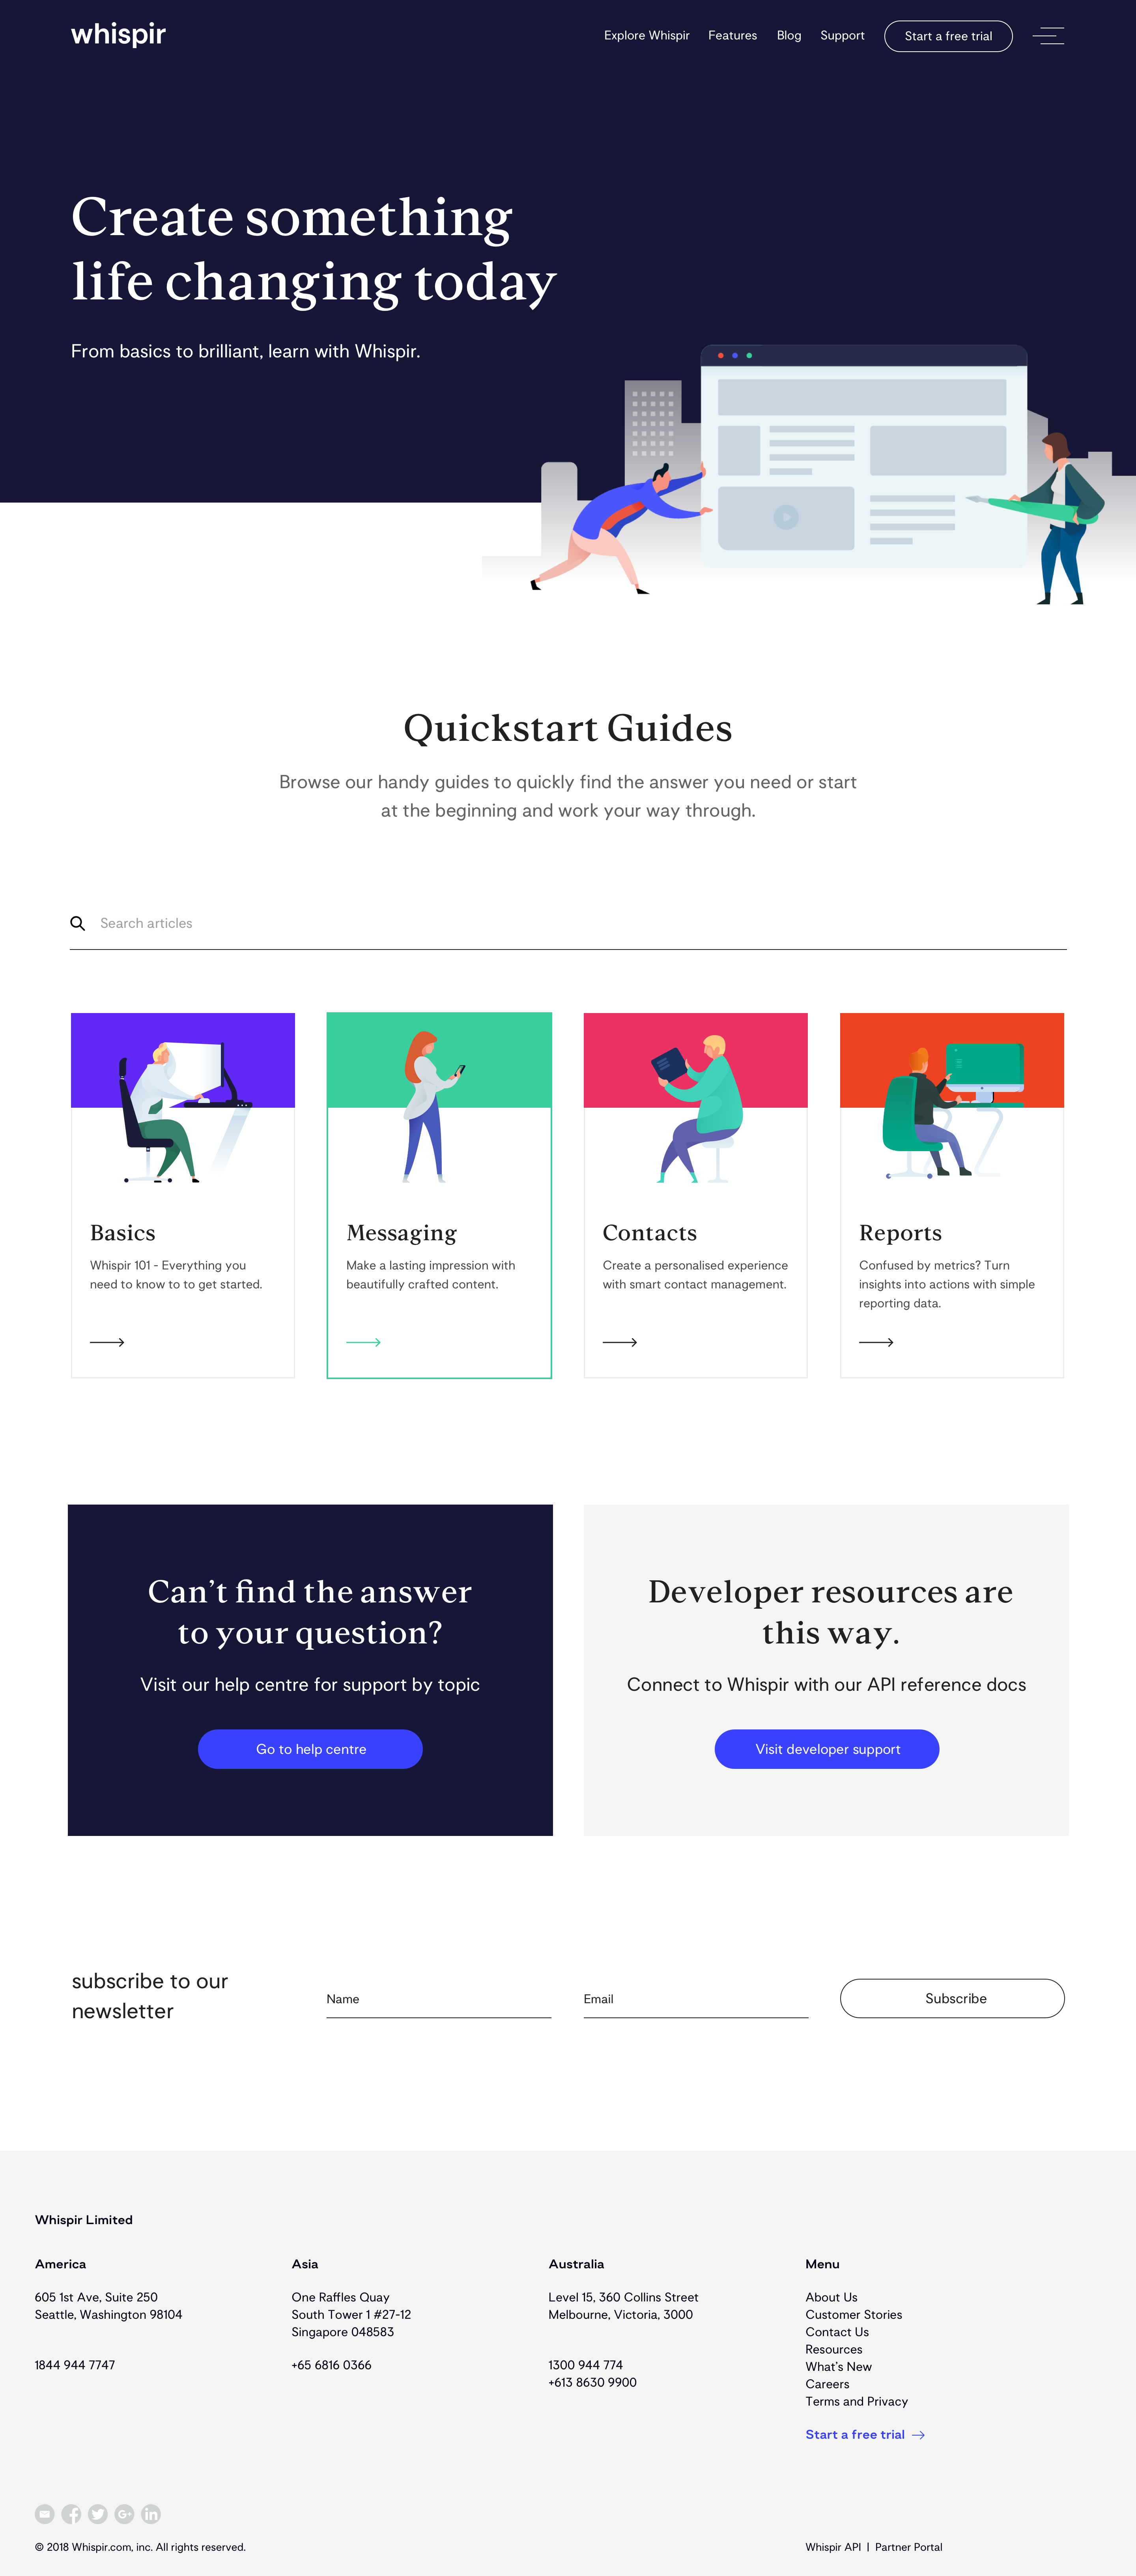 whispir
Explore Whispir Features Blog Support Start a free trial
Create something
life changing today
From basics to brilliant, learn with Whispir.
Quickstart Guides
Browse our handy guides to quickly find the answer you need or start
at the beginning and work your way through.
Search articles
Basics
Whispir 101 - Everything you
need to know to to get started.
Messaging
Make a lasting impression with
beautifully crafted content.
Contacts
Create a personalised experience
with smart contact management.
Reports
Confused by metrics? Turn
insights into actions with simple
reporting data.
Can’t find the answer
to your question?
Visit our help centre for support by topic
Go to help centre
Developer resources are
this way.
Connect to Whispir with our API reference docs
Visit developer support
subscribe to our
newsletter
Name
Email
Subscribe
Whispir Limited
America
605 1st Ave, Suite 250
Seattle, Washington 98104
1844 944 7747
Asia
One Raffles Quay
South Tower 1 #27-12
Singapore 048583
+65 6816 0366
Australia
Level 15, 360 Collins Street
Melbourne, Victoria, 3000
1300 944 774
+613 8630 9900
Menu
About Us
Customer Stories
Contact Us
Resources
What’s New
Careers
Terms and Privacy
Start a free trial
© 2018 Whispir.com, inc. All rights reserved.
Whispir API | Partner Portal